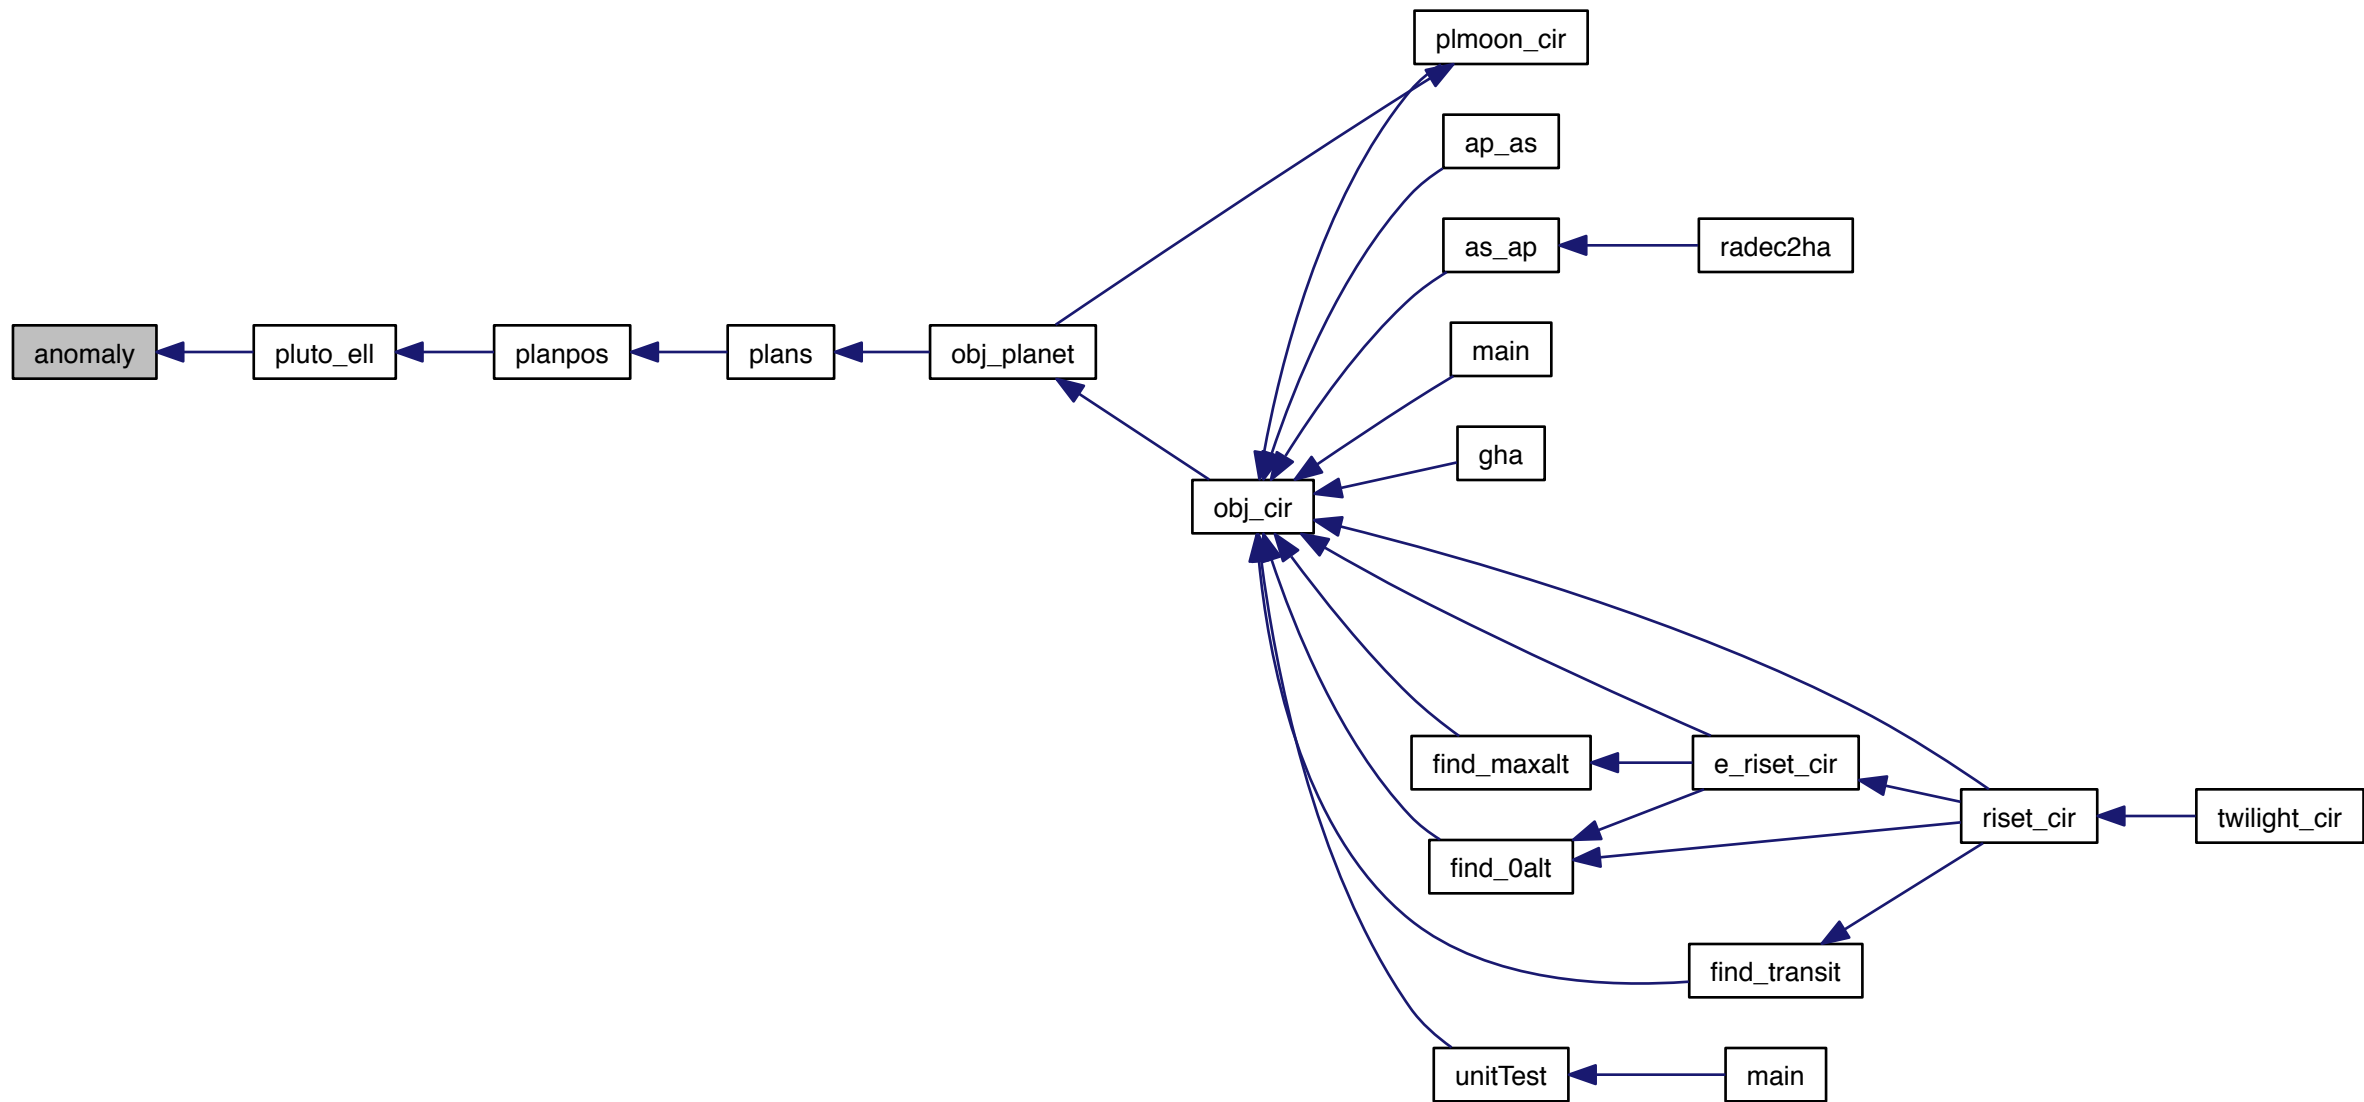 plmoon_cir
ap_as
as_ap
radec2ha
main
anomaly
pluto_ell
planpos
plans
obj_planet
gha
obj_cir
find_maxalt
e_riset_cir
riset_cir
twilight_cir
find_0alt
find_transit
unitTest
main